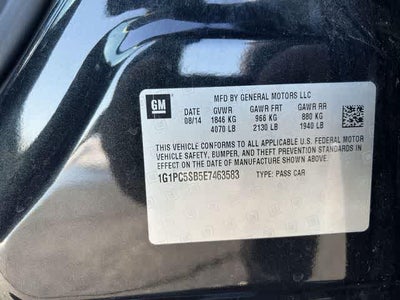 GM
MFD BY GENERAL MOTORS LLC
DATE GVWR GAWR FRT GAWR RR
08/14 1846 KG 966 KG 880 KG
4070 LB 2130 LB 1940 LB
THIS VEHICLE CONFORMS TO ALL APPLICABLE U.S. FEDERAL MOTOR
VEHICLE SAFETY, BUMPER, AND THEFT PREVENTION STANDARDS IN
EFFECT ON THE DATE OF MANUFACTURE SHOWN ABOVE.
1G1PC5SB5E7463583 TYPE: PASS CAR